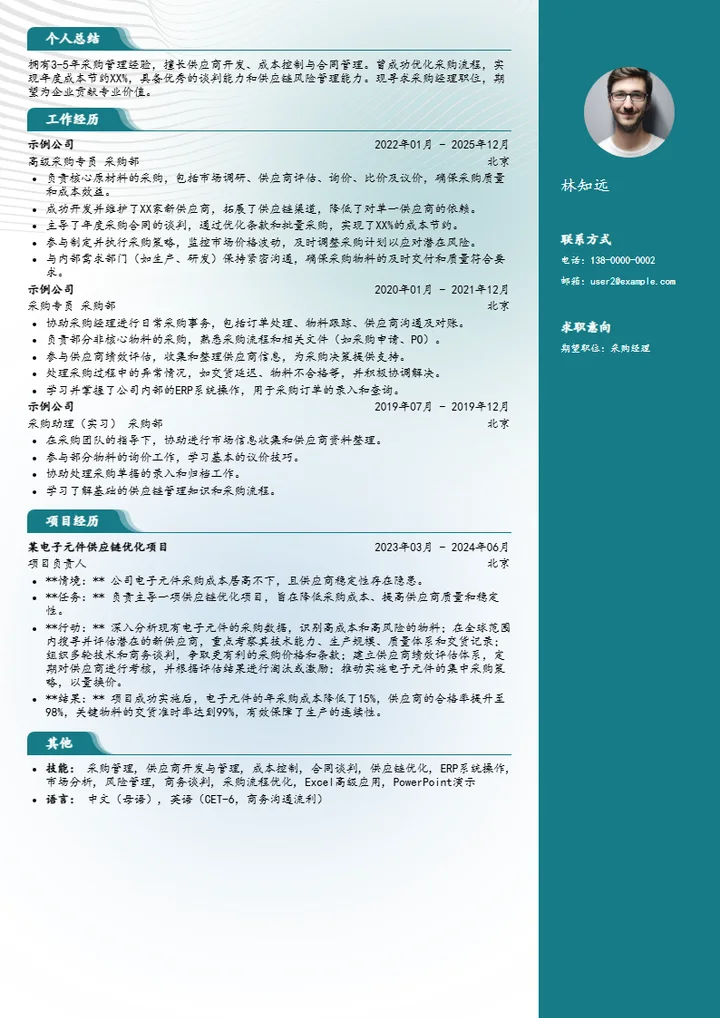 个人总结
拥有3-5年采购管理经验，擅长供应商开发、成本控制与合同管理。曾成功优化采购流程，实
现年度成本节约XX%，具备优秀的谈判能力和供应链风险管理能力。现寻求采购经理职位，期
望为企业贡献专业价值。
工作经历
示例公司 2022年01月 - 2025年12月
高级采购专员 采购部 北京
• 负责核心原材料的采购，包括市场调研、供应商评估、询价、比价及议价，确保采购质量
和成本效益。
• 成功开发并维护了XX家新供应商，拓展了供应链渠道，降低了对单一供应商的依赖。
• 主导了年度采购合同的谈判，通过优化条款和批量采购，实现了XX%的成本节约。
• 参与制定并执行采购策略，监控市场价格波动，及时调整采购计划以应对潜在风险。
• 与内部需求部门（如生产、研发）保持紧密沟通，确保采购物料的及时交付和质量符合要
求。
示例公司 2020年01月 - 2021年12月
采购专员 采购部 北京
• 协助采购经理进行日常采购事务，包括订单处理、物料跟踪、供应商沟通及对账。
• 负责部分非核心物料的采购，熟悉采购流程和相关文件（如采购申请、PO）。
• 参与供应商绩效评估，收集和整理供应商信息，为采购决策提供支持。
• 处理采购过程中的异常情况，如交货延迟、物料不合格等，并积极协调解决。
• 学习并掌握了公司内部的ERP系统操作，用于采购订单的录入和查询。
示例公司 2019年07月 - 2019年12月
采购助理（实习） 采购部 北京
• 在采购团队的指导下，协助进行市场信息收集和供应商资料整理。
• 参与部分物料的询价工作，学习基本的议价技巧。
• 协助处理采购单据的录入和归档工作。
• 学习了解基础的供应链管理知识和采购流程。
项目经历
某电子元件供应链优化项目 2023年03月 - 2024年06月
项目负责人 北京
• **情境：** 公司电子元件采购成本居高不下，且供应商稳定性存在隐患。
• **任务：** 负责主导一项供应链优化项目，旨在降低采购成本、提高供应商质量和稳定
性。
• **行动：** 深入分析现有电子元件的采购数据，识别高成本和高风险的物料；在全球范围
内搜寻并评估潜在的新供应商，重点考察其技术能力、生产规模、质量体系和交货记录；
组织多轮技术和商务谈判，争取更有利的采购价格和条款；建立供应商绩效评估体系，定
期对供应商进行考核，并根据评估结果进行淘汰或激励；推动实施电子元件的集中采购策
略，以量换价。
• **结果：** 项目成功实施后，电子元件的年采购成本降低了15%，供应商的合格率提升至
98%，关键物料的交货准时率达到99%，有效保障了生产的连续性。
其他
• 技能： 采购管理, 供应商开发与管理, 成本控制, 合同谈判, 供应链优化, ERP系统操作,
市场分析, 风险管理, 商务谈判, 采购流程优化, Excel高级应用, PowerPoint演示
• 语言： 中文（母语）, 英语（CET-6, 商务沟通流利）
林知远
联系方式
电话：138-0000-0002
邮箱：user2@example.com
求职意向
期望职位：采购经理